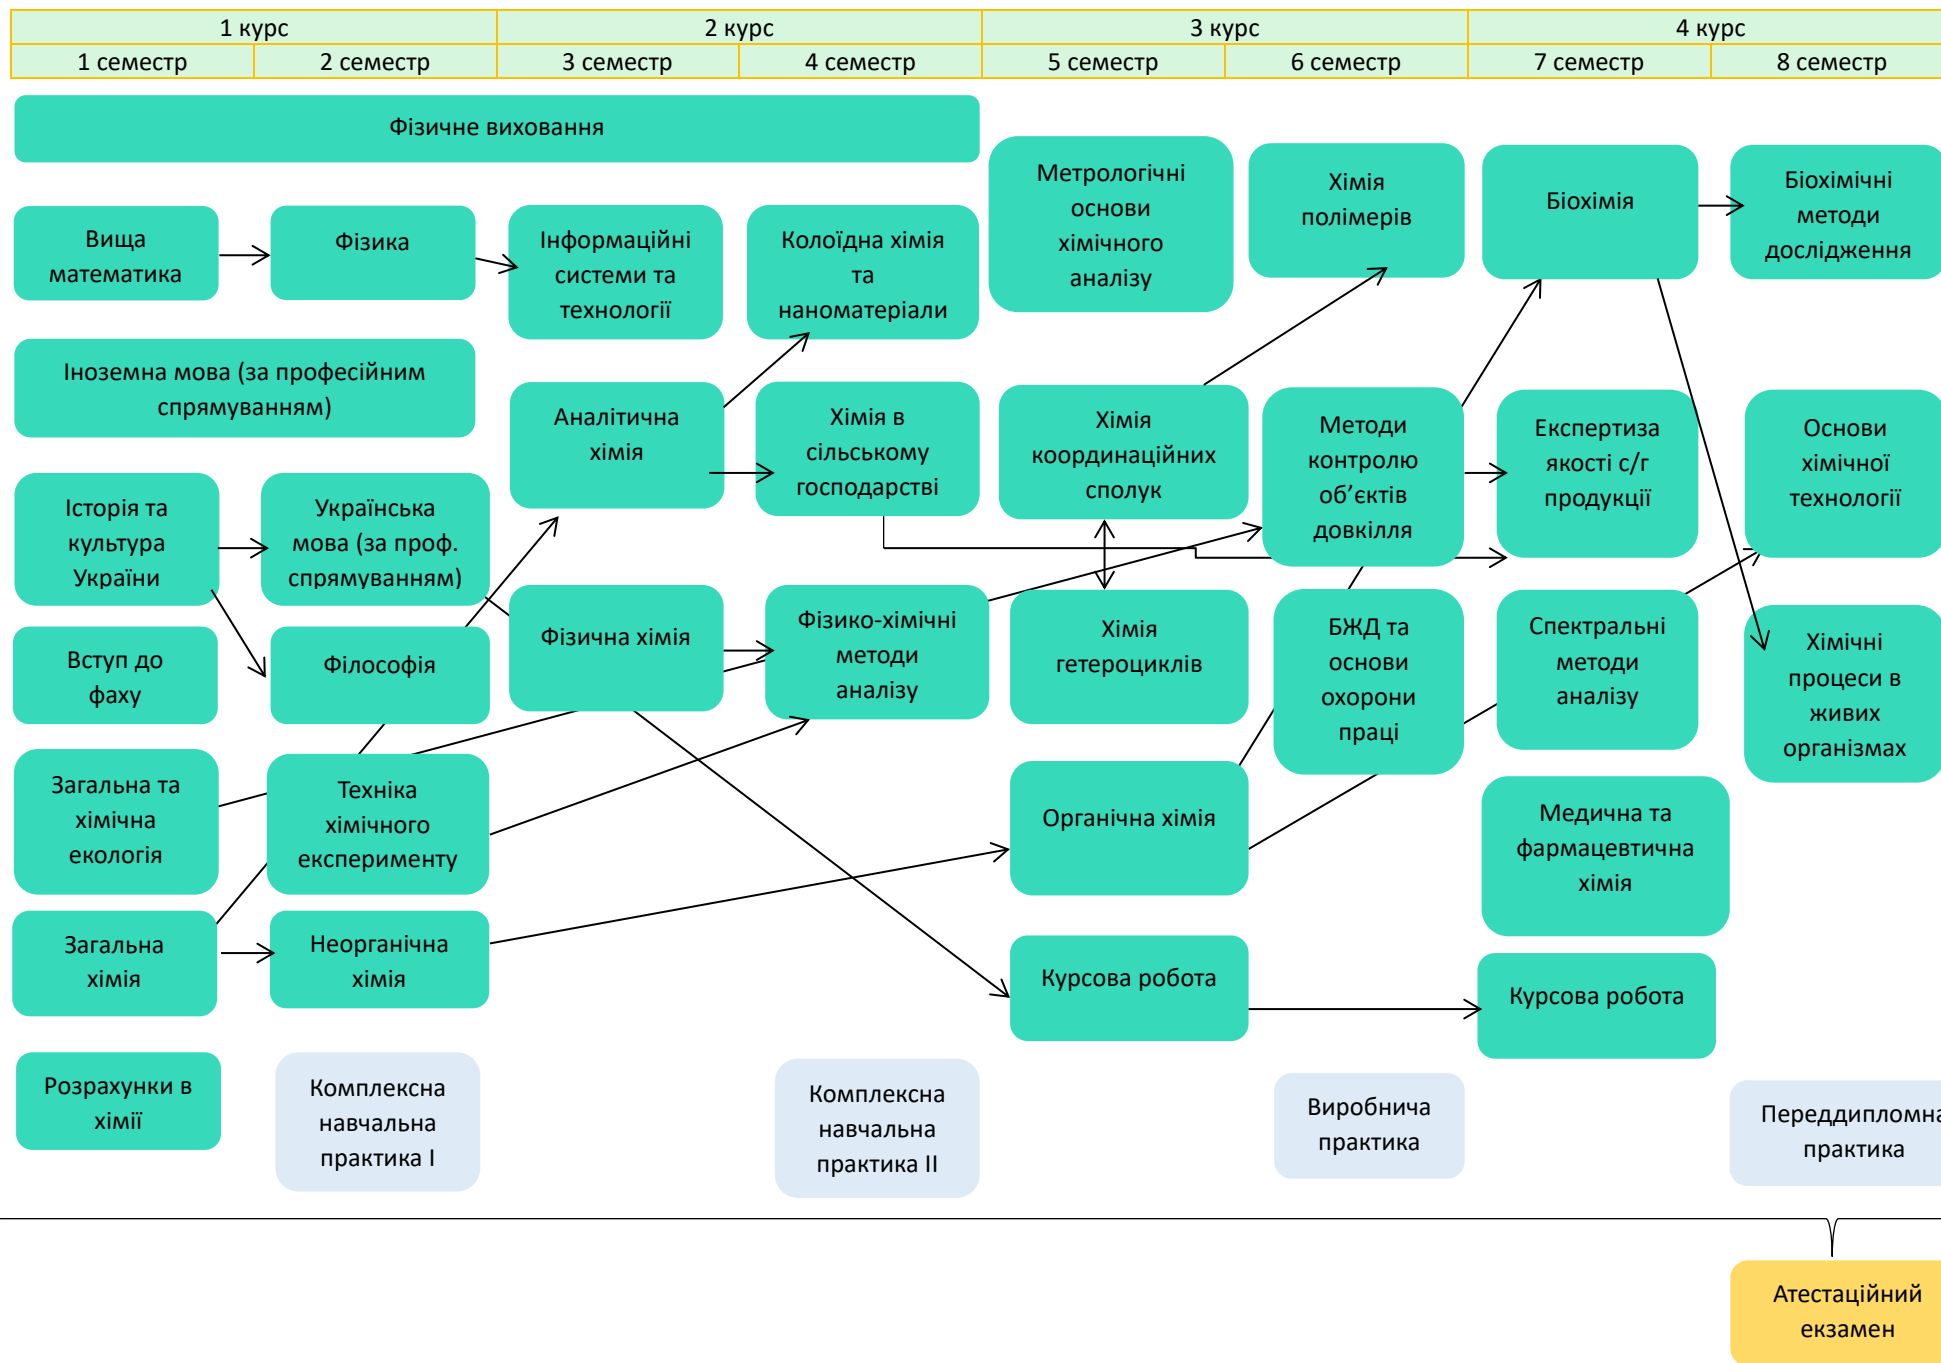 1 курс
2 курс
3 курс
4 курс
1 семестр
2 семестр
3 семестр
4 семестр
5 семестр
6 семестр
7 семестр
8 семестр
Фізичне виховання
Метрологічні
основи
хімічного
аналізу
Хімія
полімерів
Біохімія
Біохімічні
методи
дослідження
Вища
математика
Фізика
Інформаційні
системи та
технології
Колоїдна хімія
та
наноматеріали
Іноземна мова (за професійним
спрямуванням)
Аналітична
хімія
Хімія в
сільському
господарстві
Хімія
координаційних
сполук
Методи
контролю
об’єктів
довкілля
Експертиза
якості с/г
продукції
Основи
хімічної
технології
Історія та
культура
України
Українська
мова (за проф.
спрямуванням)
Фізична хімія
Фізико-хімічні
методи
аналізу
Хімія
гетероциклів
БЖД та
основи
охорони
праці
Спектральні
методи
аналізу
Хімічні
процеси в
живих
організмах
Вступ до
фаху
Філософія
Загальна та
хімічна
екологія
Техніка
хімічного
експерименту
Органічна хімія
Медична та
фармацевтична
хімія
Загальна
хімія
Неорганічна
хімія
Курсова робота
Курсова робота
Розрахунки в
хімії
Комплексна
навчальна
практика І
Комплексна
навчальна
практика ІІ
Виробнича
практика
Переддипломна
практика
Атестаційний
екзамен